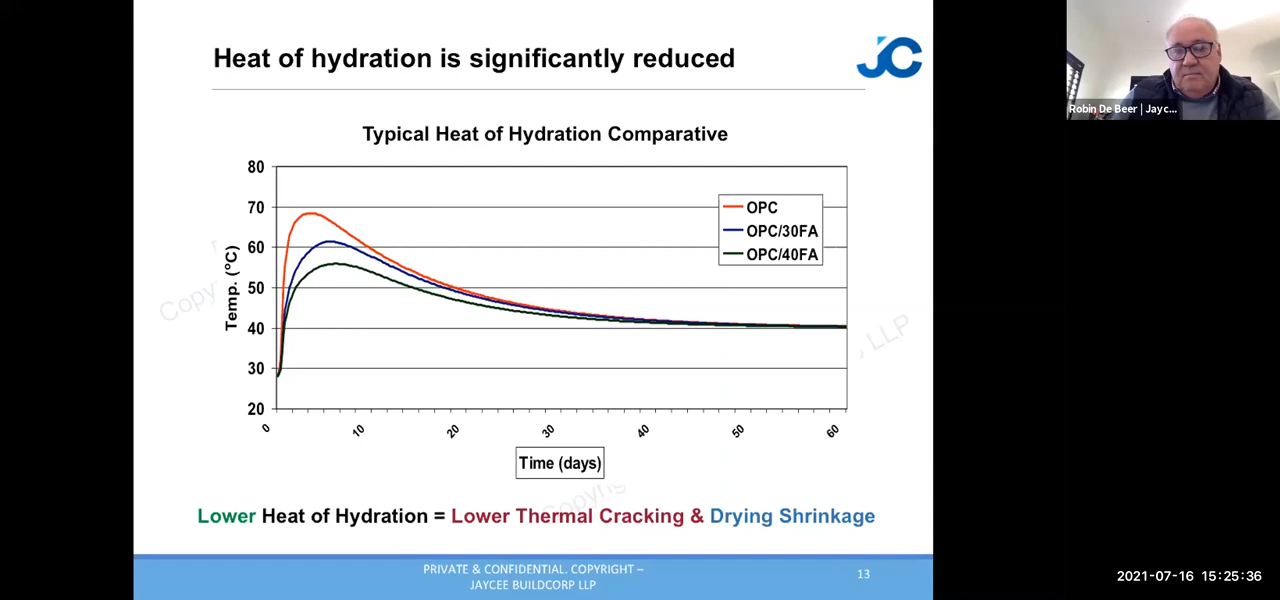 Heat of hydration is significantly reduced
JC
Robin De Beer | Jayc...
Typical Heat of Hydration Comparative
80
70
60
50
40
30
20
Temp. (°C)
OPC
OPC/30FA
OPC/40FA
0
10
20
30
40
50
60
Time (days)
LLP
Lower Heat of Hydration = Lower Thermal Cracking & Drying Shrinkage
PRIVATE & CONFIDENTIAL. COPYRIGHT –
JAYCEE BUILDCORP LLP
13
2021-07-16 15:25:36